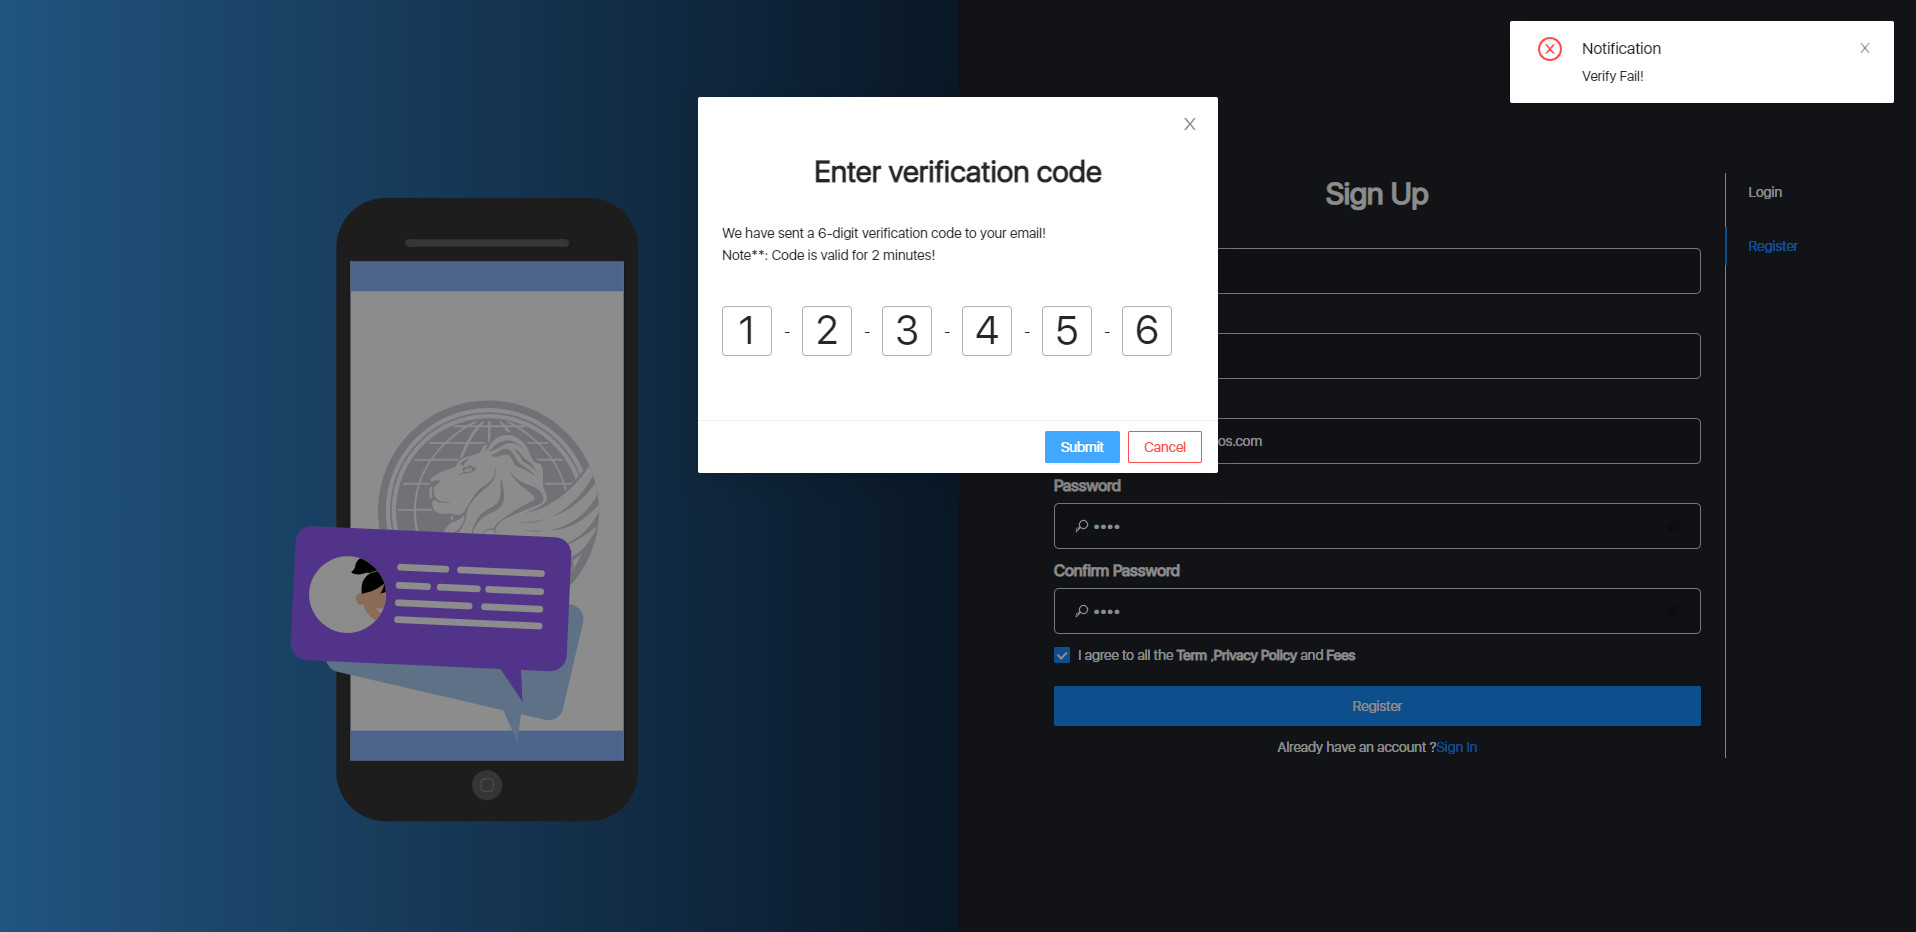 Notification
Verify Fail!
Enter verification code
We have sent a 6-digit verification code to your email!
Note**: Code is valid for 2 minutes!
1 - 2 - 3 - 4 - 5 - 6
Submit Cancel
Sign Up
os.com
Password
••••
Confirm Password
••••
I agree to all the Term ,Privacy Policy and Fees
Register
Already have an account ?Sign In
Login
Register